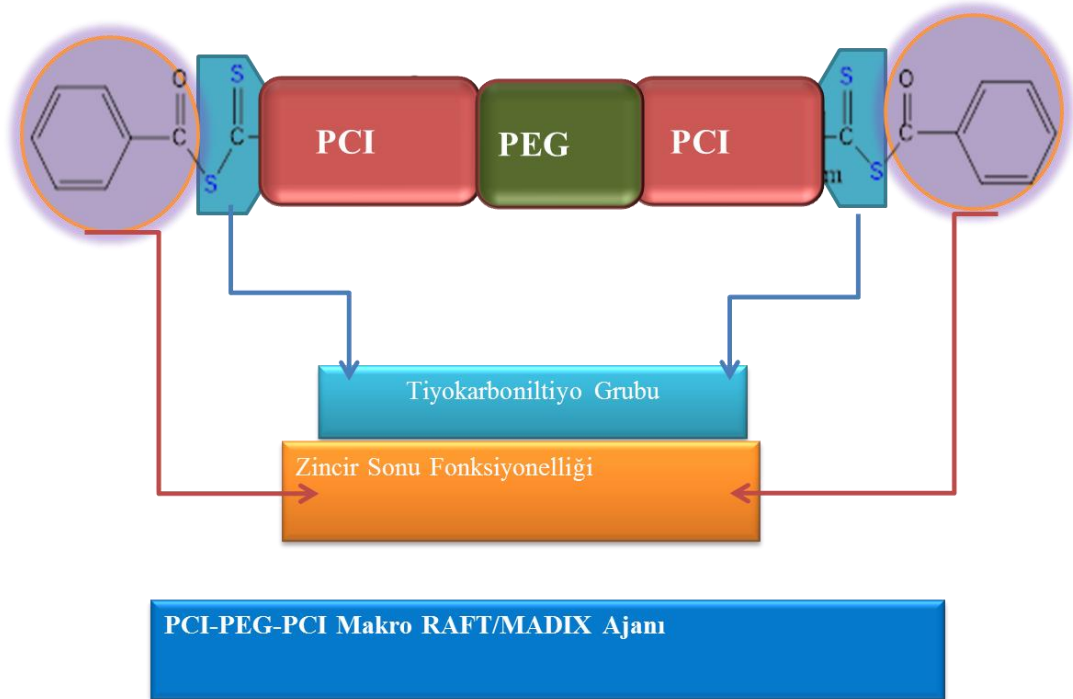 O S S O
PCI PEG PCI
C C C C
S m S
Tiyokarboniltiyo Grubu
Zincir Sonu Fonksiyonelliği
PCI-PEG-PCI Makro RAFT/MADIX Ajanı